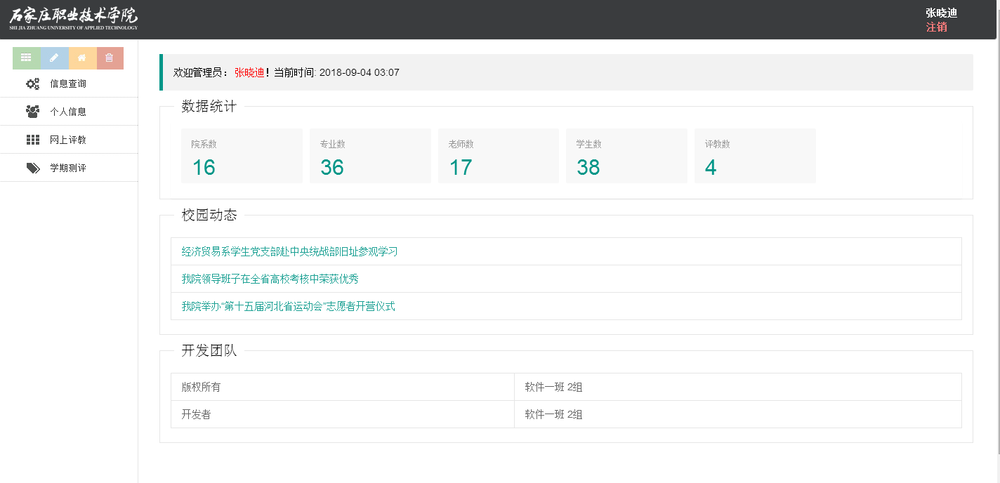 石家庄职业技术学院
SHI JIA ZHUANG UNIVERSITY OF APPLIED TECHNOLOGY
张晓迪
注销
信息查询
个人信息
网上评教
学期测评
欢迎管理员：张晓迪！当前时间: 2018-09-04 03:07
数据统计
院系数
16
专业数
36
老师数
17
学生数
38
评教数
4
校园动态
经济贸易系学生党支部赴中央统战部旧址参观学习
我院领导班子在全省高校考核中荣获优秀
我院举办“第十五届河北省运动会”志愿者开营仪式
开发团队
版权所有 软件一班 2组
开发者 软件一班 2组